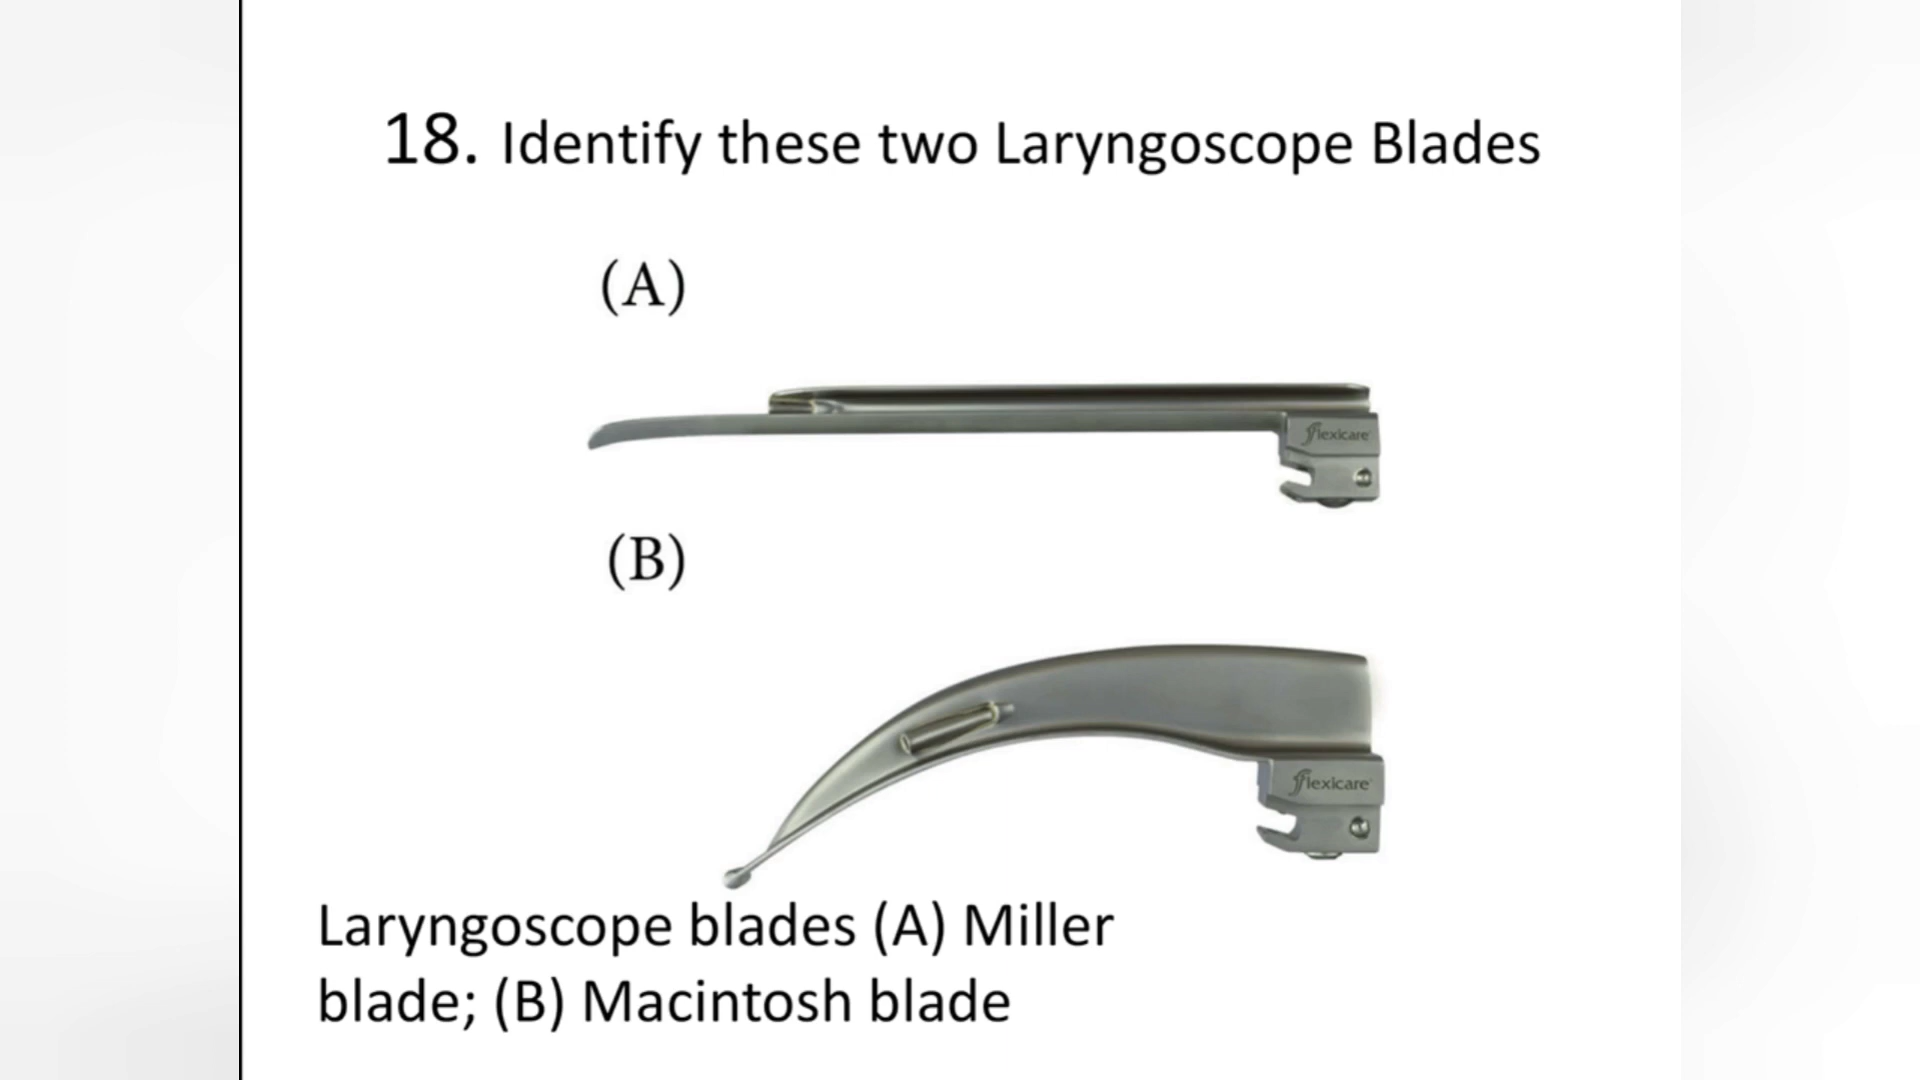 18. Identify these two Laryngoscope Blades
(A)
flexicare
(B)
flexicare
Laryngoscope blades (A) Miller
blade; (B) Macintosh blade